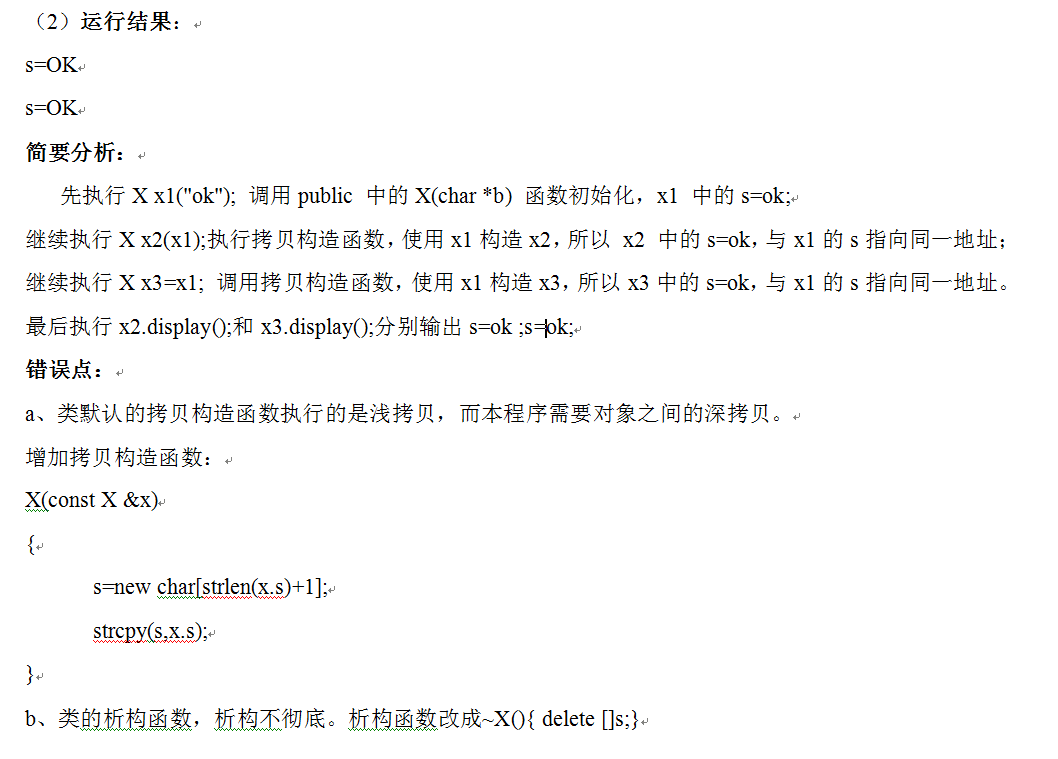 （2）运行结果：
s=OK
s=OK
简要分析：
先执行 X x1("ok"); 调用 public 中的 X(char *b) 函数初始化，x1 中的 s=ok;
继续执行 X x2(x1);执行拷贝构造函数，使用 x1 构造 x2，所以 x2 中的 s=ok，与 x1 的 s 指向同一地址；
继续执行 X x3=x1; 调用拷贝构造函数，使用 x1 构造 x3，所以 x3 中的 s=ok，与 x1 的 s 指向同一地址。
最后执行 x2.display();和 x3.display();分别输出 s=ok ;s=ok;
错误点：
a、类默认的拷贝构造函数执行的是浅拷贝，而本程序需要对象之间的深拷贝。
增加拷贝构造函数：
X(const X &x)
{
s=new char[strlen(x.s)+1];
strcpy(s,x.s);
}
b、类的析构函数，析构不彻底。析构函数改成~X(){ delete []s;}